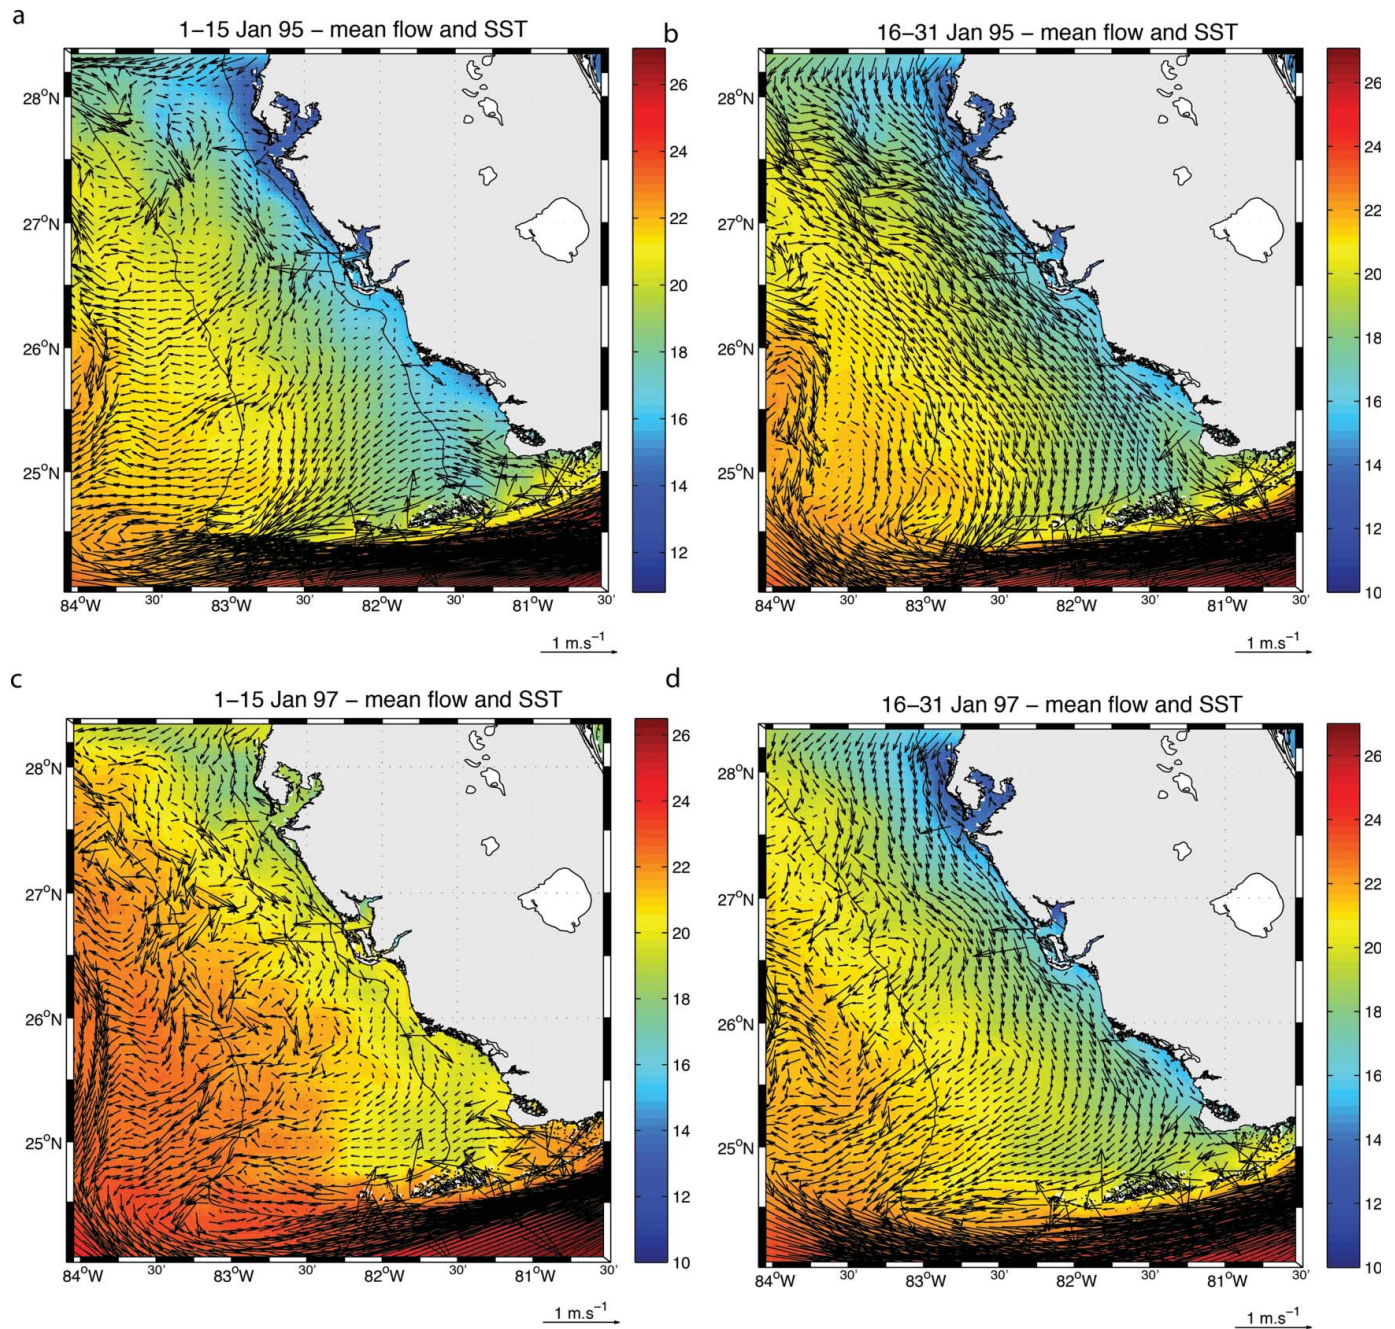 a
1–15 Jan 95 – mean flow and SST
28°N
27°N
26°N
25°N
84°W 30' 83°W 30' 82°W 30' 81°W 30'
26
24
22
20
18
16
14
12
1 m.s⁻¹
b
16–31 Jan 95 – mean flow and SST
28°N
27°N
26°N
25°N
84°W 30' 83°W 30' 82°W 30' 81°W 30'
26
24
22
20
18
16
14
12
10
1 m.s⁻¹
c
1–15 Jan 97 – mean flow and SST
28°N
27°N
26°N
25°N
84°W 30' 83°W 30' 82°W 30' 81°W 30'
26
24
22
20
18
16
14
12
10
1 m.s⁻¹
d
16–31 Jan 97 – mean flow and SST
28°N
27°N
26°N
25°N
84°W 30' 83°W 30' 82°W 30' 81°W 30'
26
24
22
20
18
16
14
12
10
1 m.s⁻¹